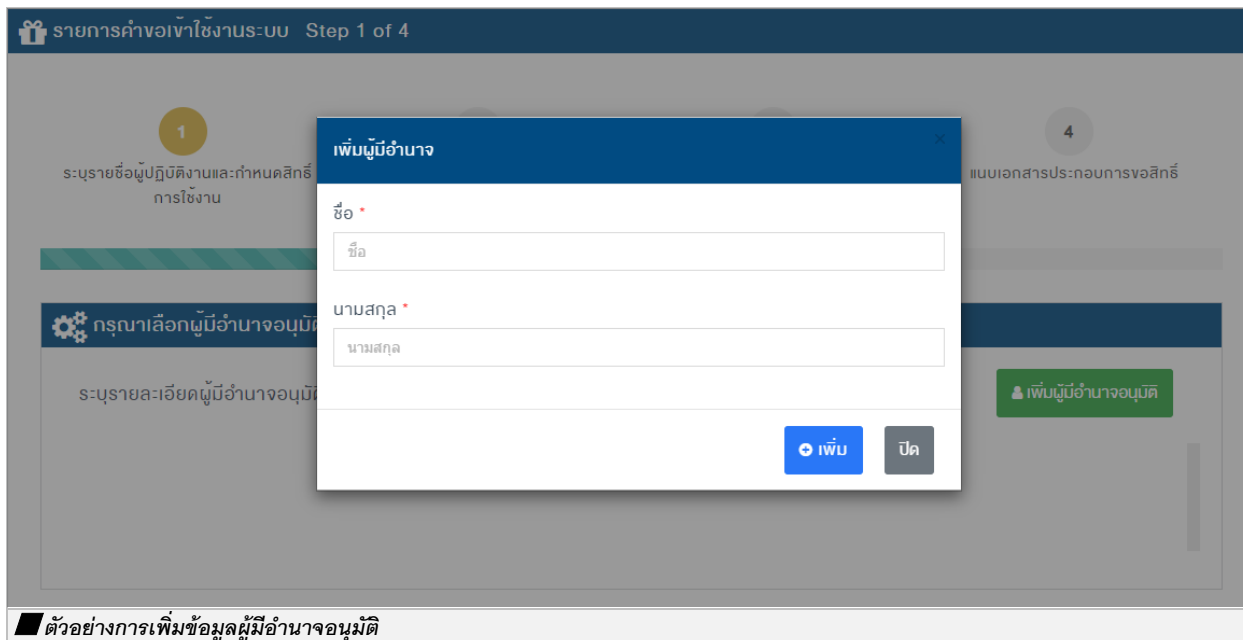 รายการคำขอเข้าใช้งานระบบ Step 1 of 4
1
4
ระบุรายชื่อผู้ปฏิบัติงานและกำหนดสิทธิ์
การใช้งาน
แนบเอกสารประกอบการขอสิทธิ์
เพิ่มผู้มีอำนาจ ×
ชื่อ *
ชื่อ
นามสกุล *
นามสกุล
เพิ่ม ปิด
กรุณาเลือกผู้มีอำนาจอนุมัติ
ระบุรายละเอียดผู้มีอำนาจอนุมัติ
เพิ่มผู้มีอำนาจอนุมัติ
ตัวอย่างการเพิ่มข้อมูลผู้มีอำนาจอนุมัติ